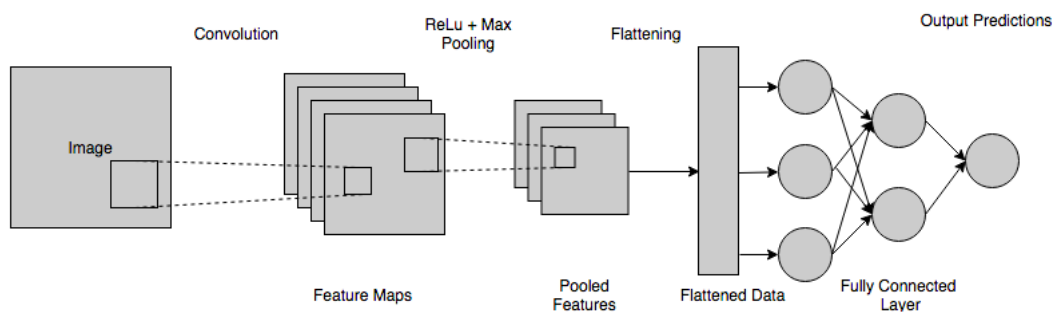 Convolution
ReLu + Max
Pooling
Flattening
Output Predictions
Image
Feature Maps
Pooled
Features
Flattened Data
Fully Connected
Layer